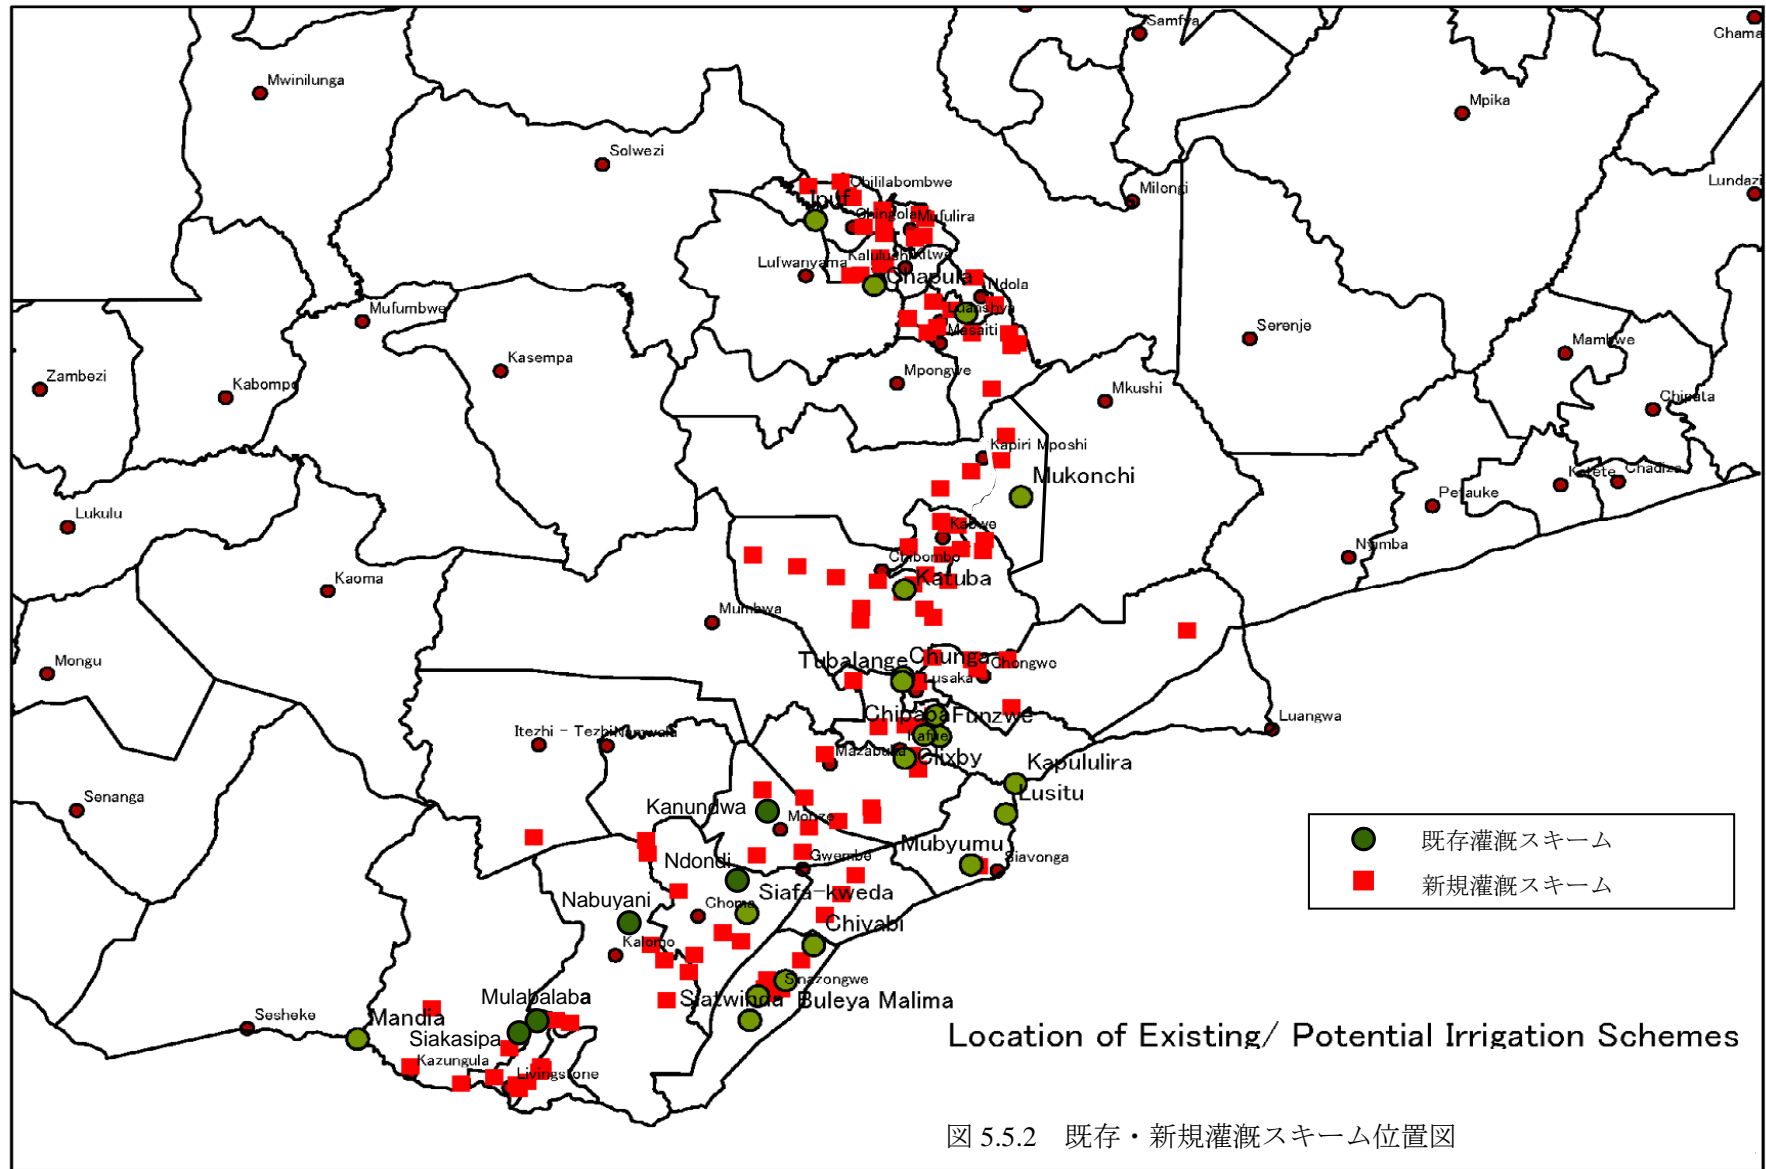 Samfya
Chama
Mwinilunga
Mpika
Solwezi
Milongi
Lundazi
Chililabombwe
Ipuf
Chingola
Mufulira
Lufwanyama
Kalulushi
Kitwe
Chapula
Ndola
Mufumbwe
Luanshya
Masaiti
Serenje
Mambwe
Kasempa
Zambezi
Kabompo
Mpongwe
Mkushi
Chipata
Kapiri Mposhi
Mukonchi
Katete
Chadiza
Petauke
Lukulu
Kabwe
Nyimba
Chibombo
Kaoma
Katuba
Mumbwa
Mongu
Tubalange
Chunga
Chongwe
Lusaka
Chipapa
Funzwe
Luangwa
Itezhi - Tezhi
Namwala
Kafue
Mazabuka
Clixby
Kapululira
Senanga
Lusitu
Kanundwa
Monze
Mubyumu
Ndondi
Gwembe
Siavonga
既存灌漑スキーム
新規灌漑スキーム
Nabuyani
Siafa-kweda
Choma
Chiyabi
Kalomo
Sinazongwe
Mulabalaba
Siatwinda
Buleya Malima
Sesheke
Mandia
Siakasipa
Location of Existing/ Potential Irrigation Schemes
Kazungula
Livingstone
図 5.5.2 既存・新規灌漑スキーム位置図